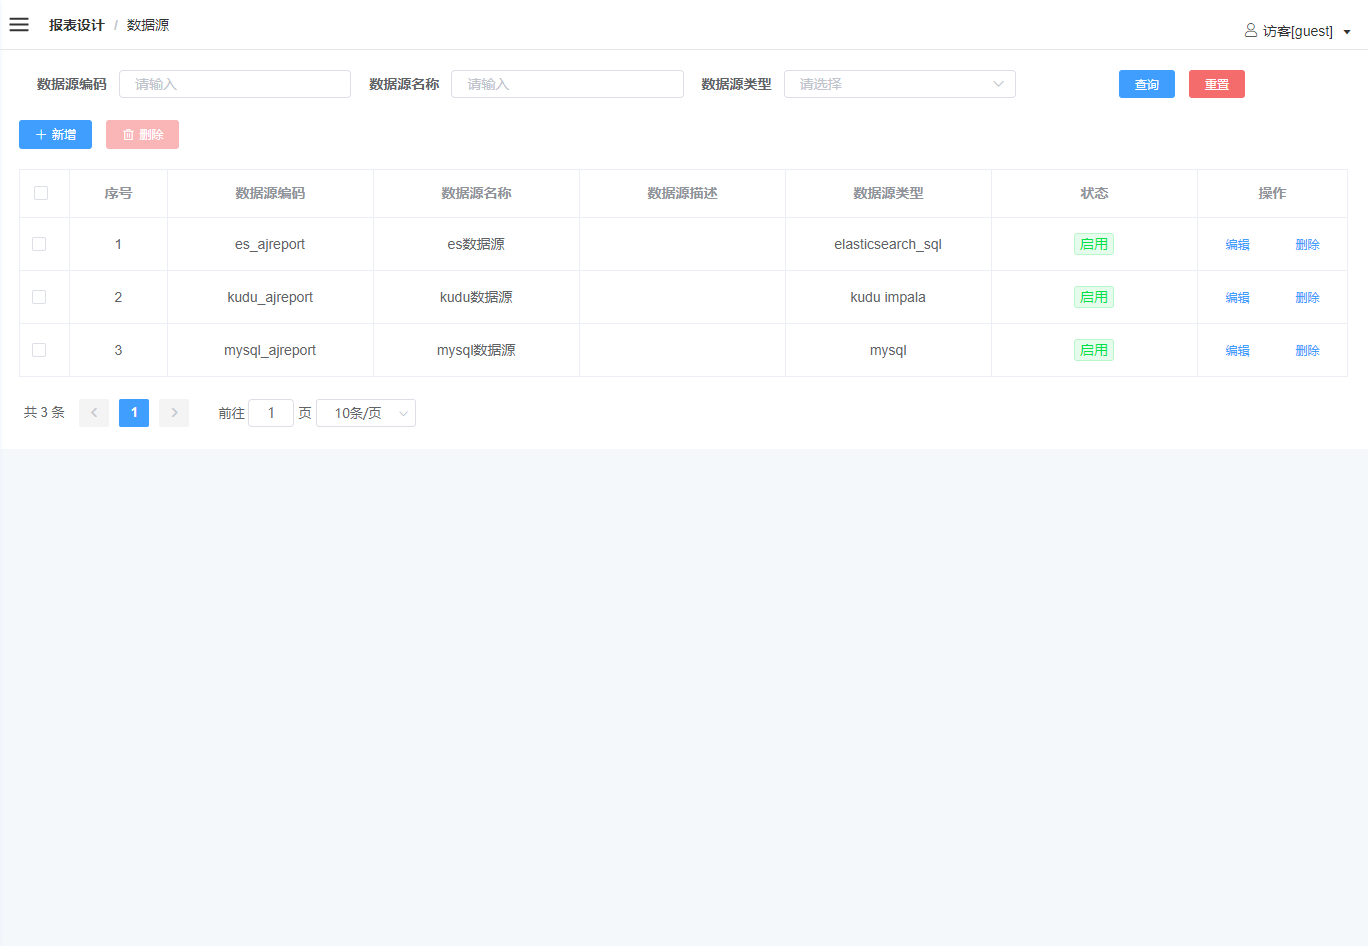 报表设计 / 数据源
访客[guest]
数据源编码 请输入 数据源名称 请输入 数据源类型 请选择 查询 重置
新增 删除
序号 数据源编码 数据源名称 数据源描述 数据源类型 状态 操作
1 es_ajreport es数据源 elasticsearch_sql 启用 编辑 删除
2 kudu_ajreport kudu数据源 kudu impala 启用 编辑 删除
3 mysql_ajreport mysql数据源 mysql 启用 编辑 删除
共 3 条 1 前往 1 页 10条/页